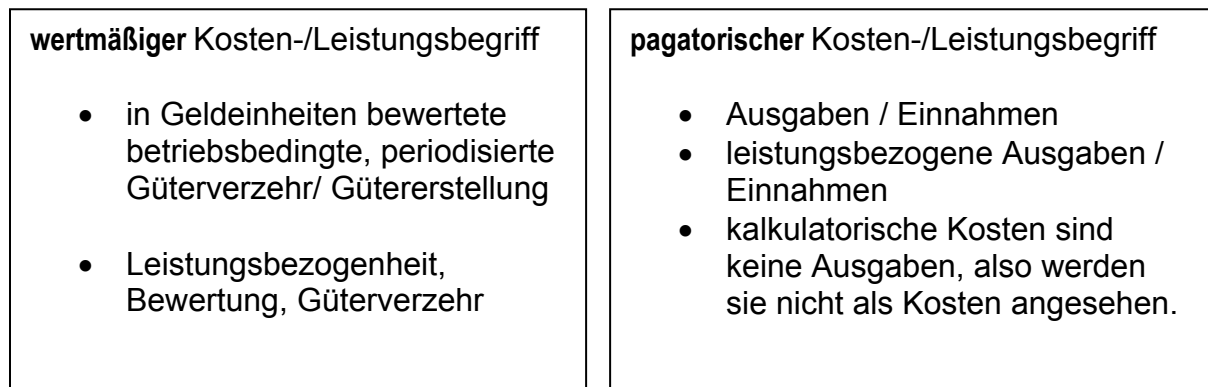 wertmäßiger Kosten-/Leistungsbegriff
• in Geldeinheiten bewertete
betriebsbedingte, periodisierte
Güterverzehr/ Gütererstellung
• Leistungsbezogenheit,
Bewertung, Güterverzehr
pagatorischer Kosten-/Leistungsbegriff
• Ausgaben / Einnahmen
• leistungsbezogene Ausgaben /
Einnahmen
• kalkulatorische Kosten sind
keine Ausgaben, also werden
sie nicht als Kosten angesehen.